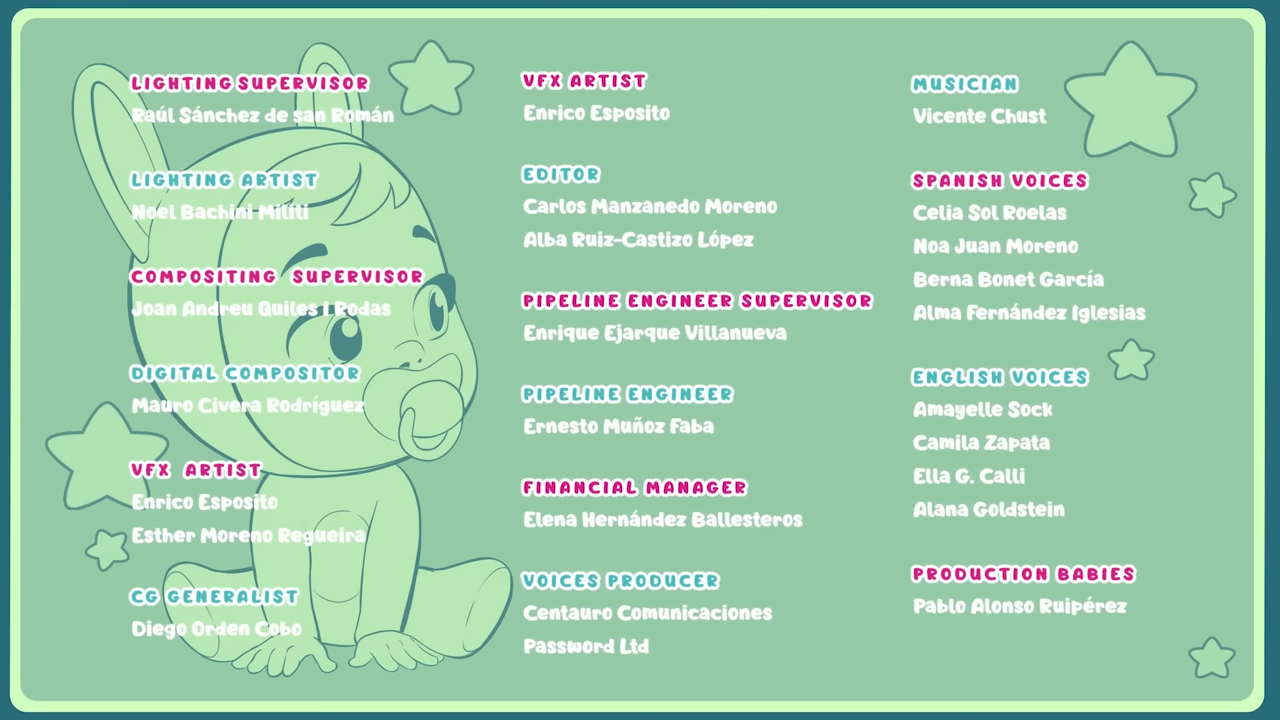 LIGHTING SUPERVISOR
Raúl Sánchez de san Román
LIGHTING ARTIST
Noel Bachini Militi
COMPOSITING SUPERVISOR
Joan Andreu Quiles I Rodas
DIGITAL COMPOSITOR
Mauro Civera Rodríguez
VFX ARTIST
Enrico Esposito
Esther Moreno Regueira
CG GENERALIST
Diego Orden Cobo
VFX ARTIST
Enrico Esposito
EDITOR
Carlos Manzanedo Moreno
Alba Ruiz-Castizo López
PIPELINE ENGINEER SUPERVISOR
Enrique Ejarque Villanueva
PIPELINE ENGINEER
Ernesto Muñoz Faba
FINANCIAL MANAGER
Elena Hernández Ballesteros
VOICES PRODUCER
Centauro Comunicaciones
Password Ltd
MUSICIAN
Vicente Chust
SPANISH VOICES
Celia Sol Roelas
Noa Juan Moreno
Berna Bonet García
Alma Fernández Iglesias
ENGLISH VOICES
Amayelle Sock
Camila Zapata
Ella G. Calli
Alana Goldstein
PRODUCTION BABIES
Pablo Alonso Ruipérez